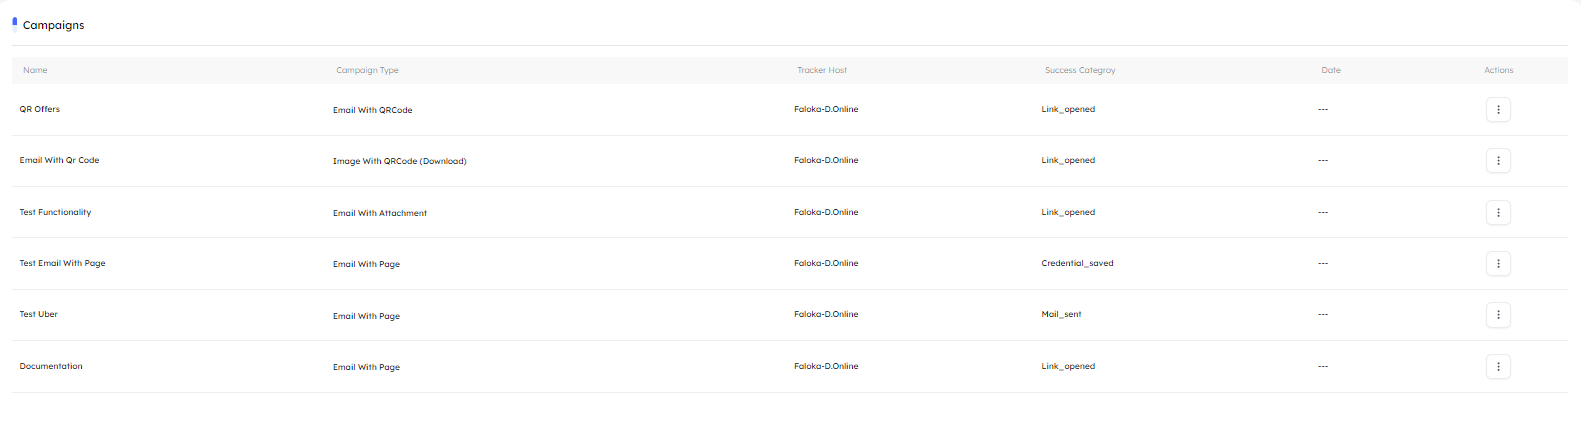 Campaigns
Name Campaign Type Tracker Host Success Categroy Date Actions
QR Offers Email With QRCode Faloka-D.Online Link_opened ---
Email With Qr Code Image With QRCode (Download) Faloka-D.Online Link_opened ---
Test Functionality Email With Attachment Faloka-D.Online Link_opened ---
Test Email With Page Email With Page Faloka-D.Online Credential_saved ---
Test Uber Email With Page Faloka-D.Online Mail_sent ---
Documentation Email With Page Faloka-D.Online Link_opened ---